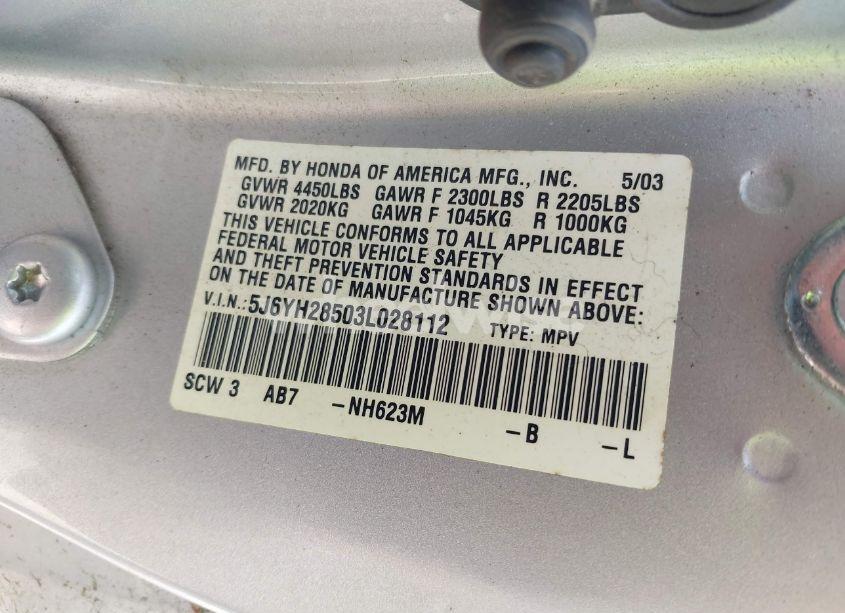 MFD. BY HONDA OF AMERICA MFG., INC. 5/03
GVWR 4450LBS GAWR F 2300LBS R 2205LBS
GVWR 2020KG GAWR F 1045KG R 1000KG
THIS VEHICLE CONFORMS TO ALL APPLICABLE
FEDERAL MOTOR VEHICLE SAFETY
AND THEFT PREVENTION STANDARDS IN EFFECT
ON THE DATE OF MANUFACTURE SHOWN ABOVE:
V.I.N.: 5J6YH28503L028112 TYPE: MPV
SCW 3 AB7 -NH623M -B -L